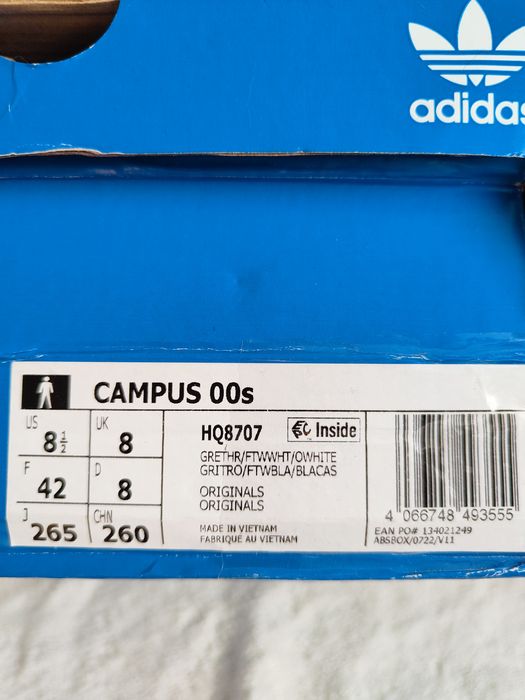 adidas
CAMPUS 00s
US 8½ UK 8
F 42 D 8
J 265 CHN 260
HQ8707 Inside
GRETHR/FTWWHT/OWHITE
GRITRO/FTWBLA/BLACAS
ORIGINALS
ORIGINALS
MADE IN VIETNAM
FABRIQUÉ AU VIETNAM
4 066748 493555
EAN PO# 134021249
ABSBOX/0722/V11